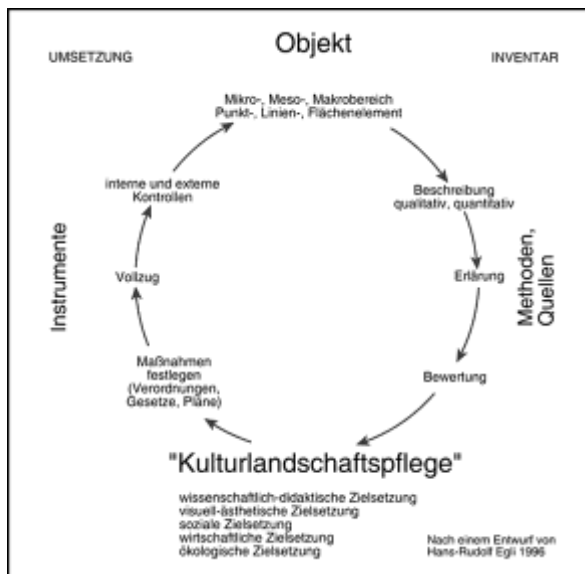 Objekt
UMSETZUNG
INVENTAR
Mikro-, Meso-, Makrobereich
Punkt-, Linien-, Flächenelement
Beschreibung
qualitativ, quantitativ
Erlärung
Bewertung
Methoden,
Quellen
"Kulturlandschaftspflege"
wissenschaftlich-didaktische Zielsetzung
visuell-ästhetische Zielsetzung
soziale Zielsetzung
wirtschaftliche Zielsetzung
ökologische Zielsetzung
Maßnahmen
festlegen
(Verordnungen,
Gesetze, Pläne)
Vollzug
interne und externe
Kontrollen
Instrumente
Nach einem Entwurf von
Hans-Rudolf Egli 1996